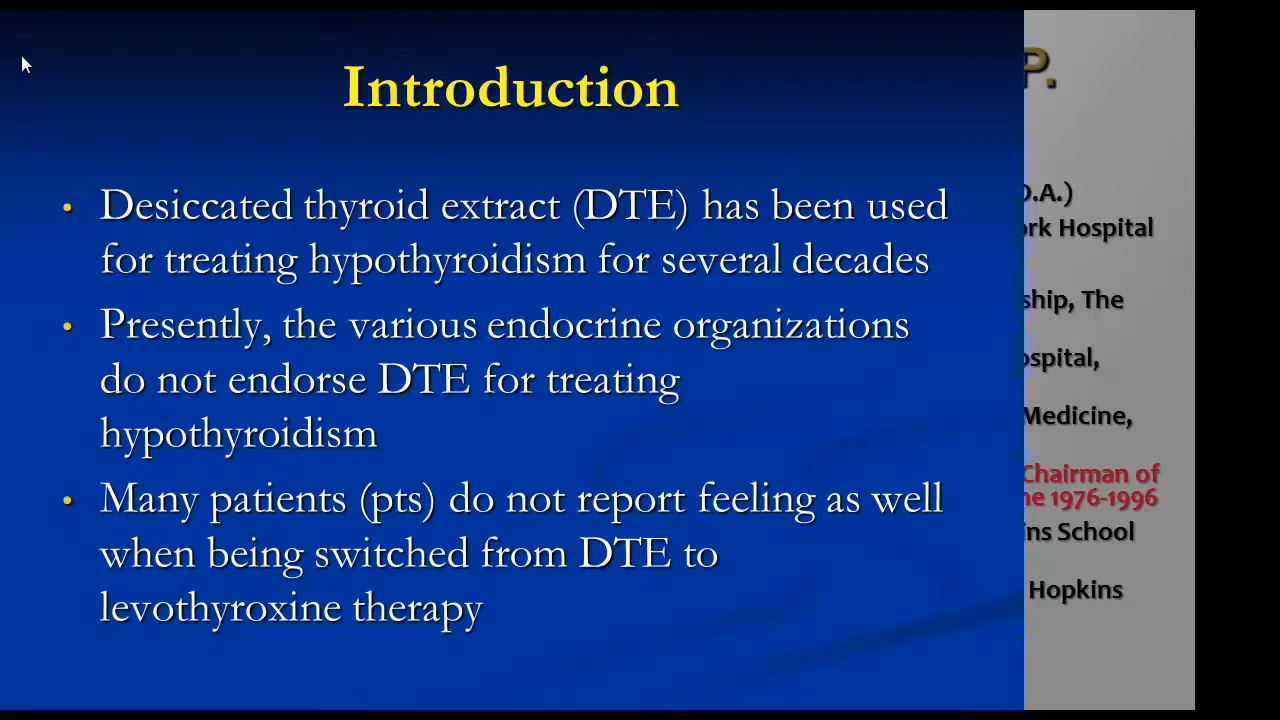 Introduction
• Desiccated thyroid extract (DTE) has been used
for treating hypothyroidism for several decades
• Presently, the various endocrine organizations
do not endorse DTE for treating
hypothyroidism
• Many patients (pts) do not report feeling as well
when being switched from DTE to
levothyroxine therapy
P.
O.A.)
ork Hospital
ship, The
ospital,
Medicine,
Chairman of
ne 1976-1996
ins School
Hopkins